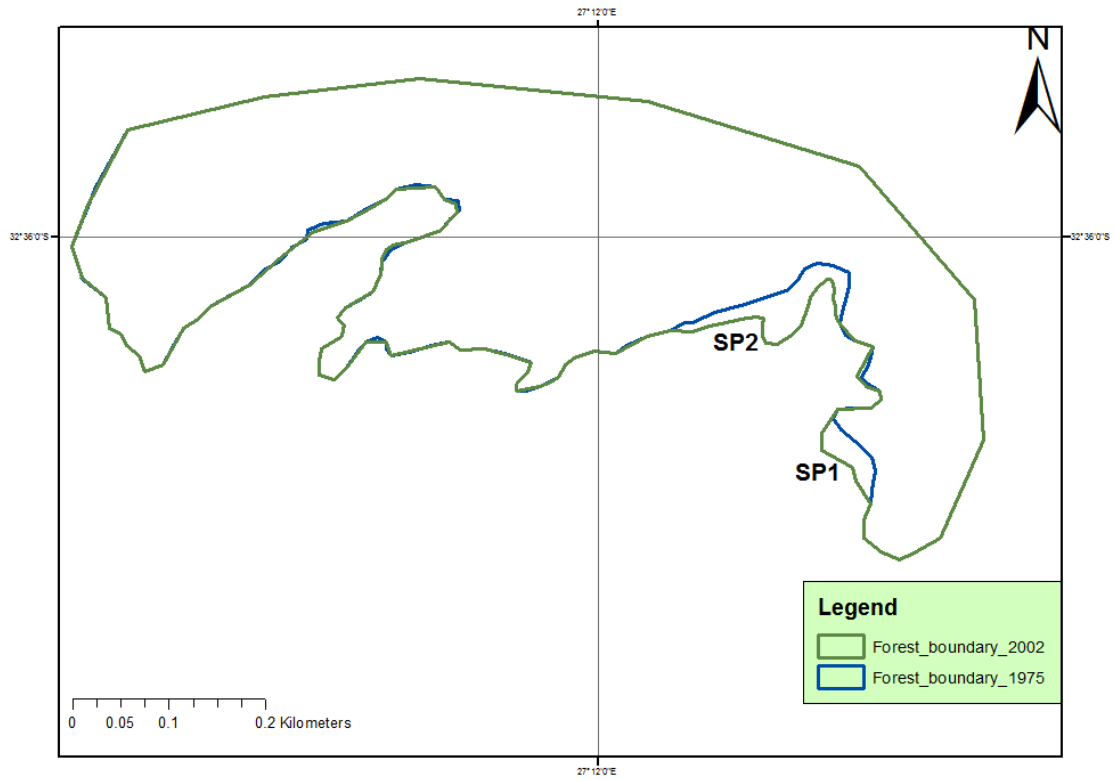 27°12'0"E
N
32°36'0"S
32°36'0"S
SP2
SP1
Legend
Forest_boundary_2002
Forest_boundary_1975
0 0.05 0.1 0.2 Kilometers
27°12'0"E